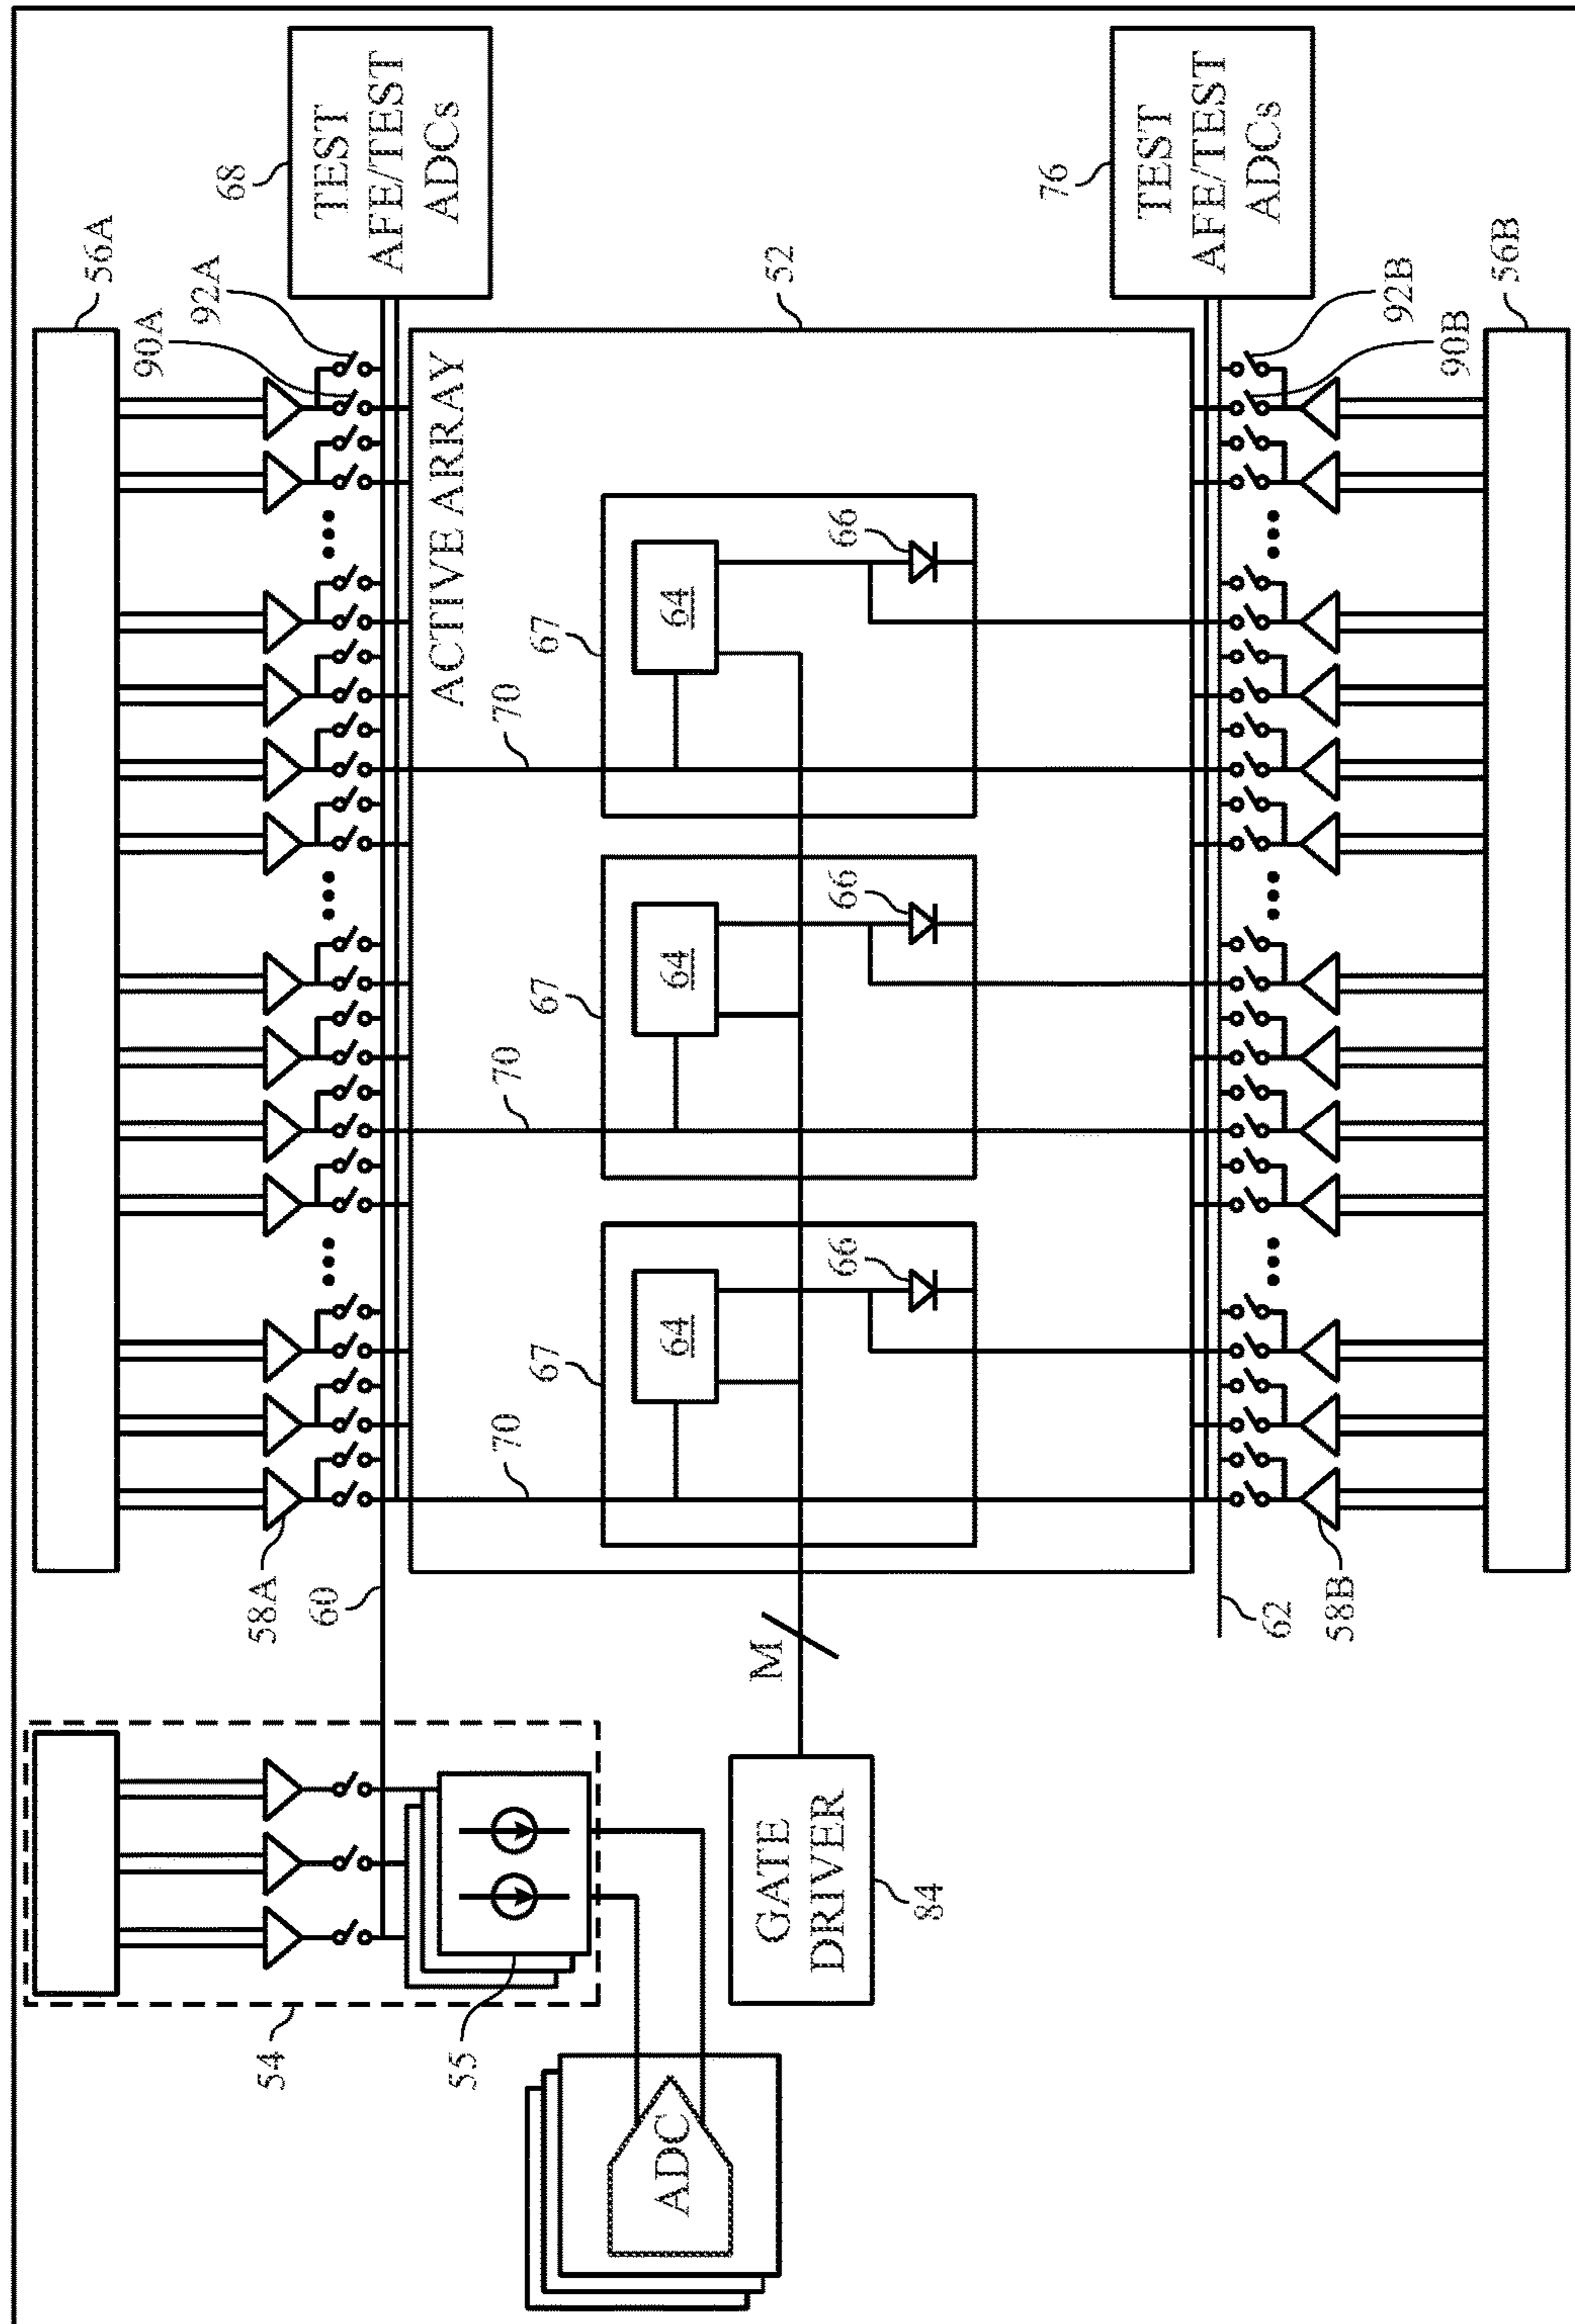 56A
90A
92A
68
54
58A
60
TEST
AFE/TEST
ADCs
ACTIVE ARRAY
55
70
70
70
67
67
67
ADC
64
64
64
M
GATE
DRIVER
52
66
66
66
84
76
TEST
AFE/TEST
ADCs
62
58B
92B
90B
56B